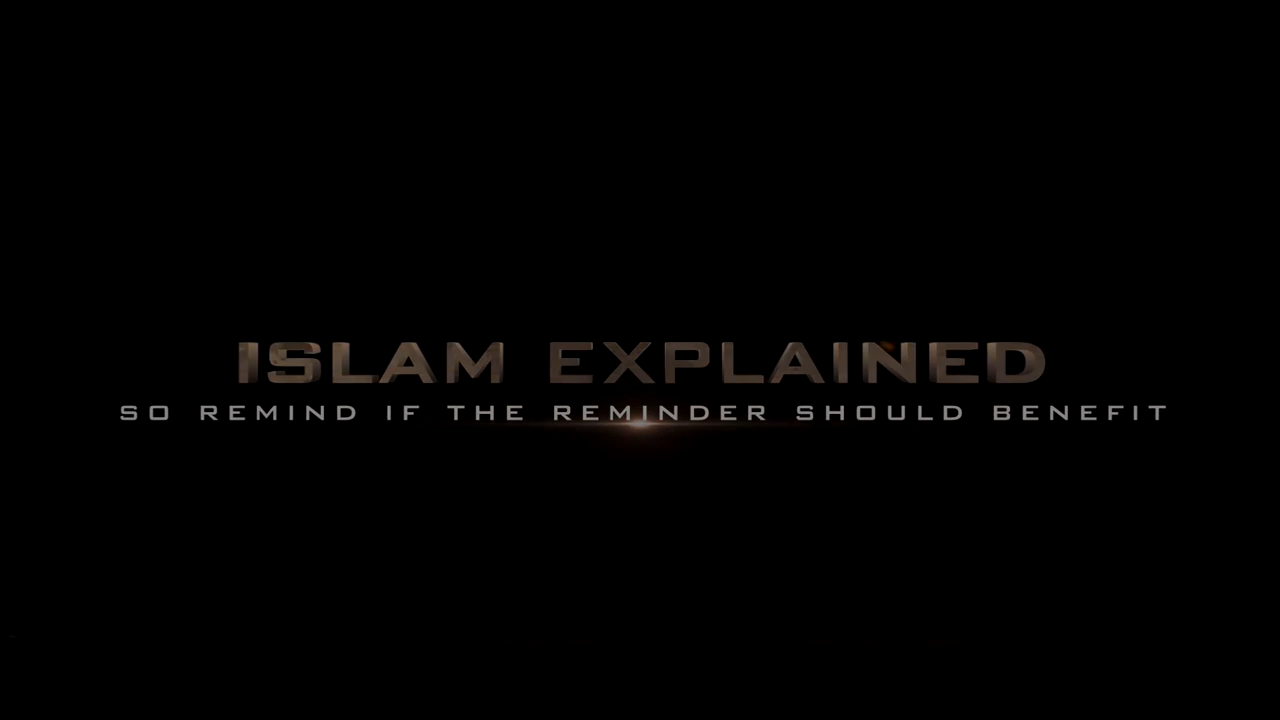 ISLAM EXPLAINED
SO REMIND IF THE REMINDER SHOULD BENEFIT